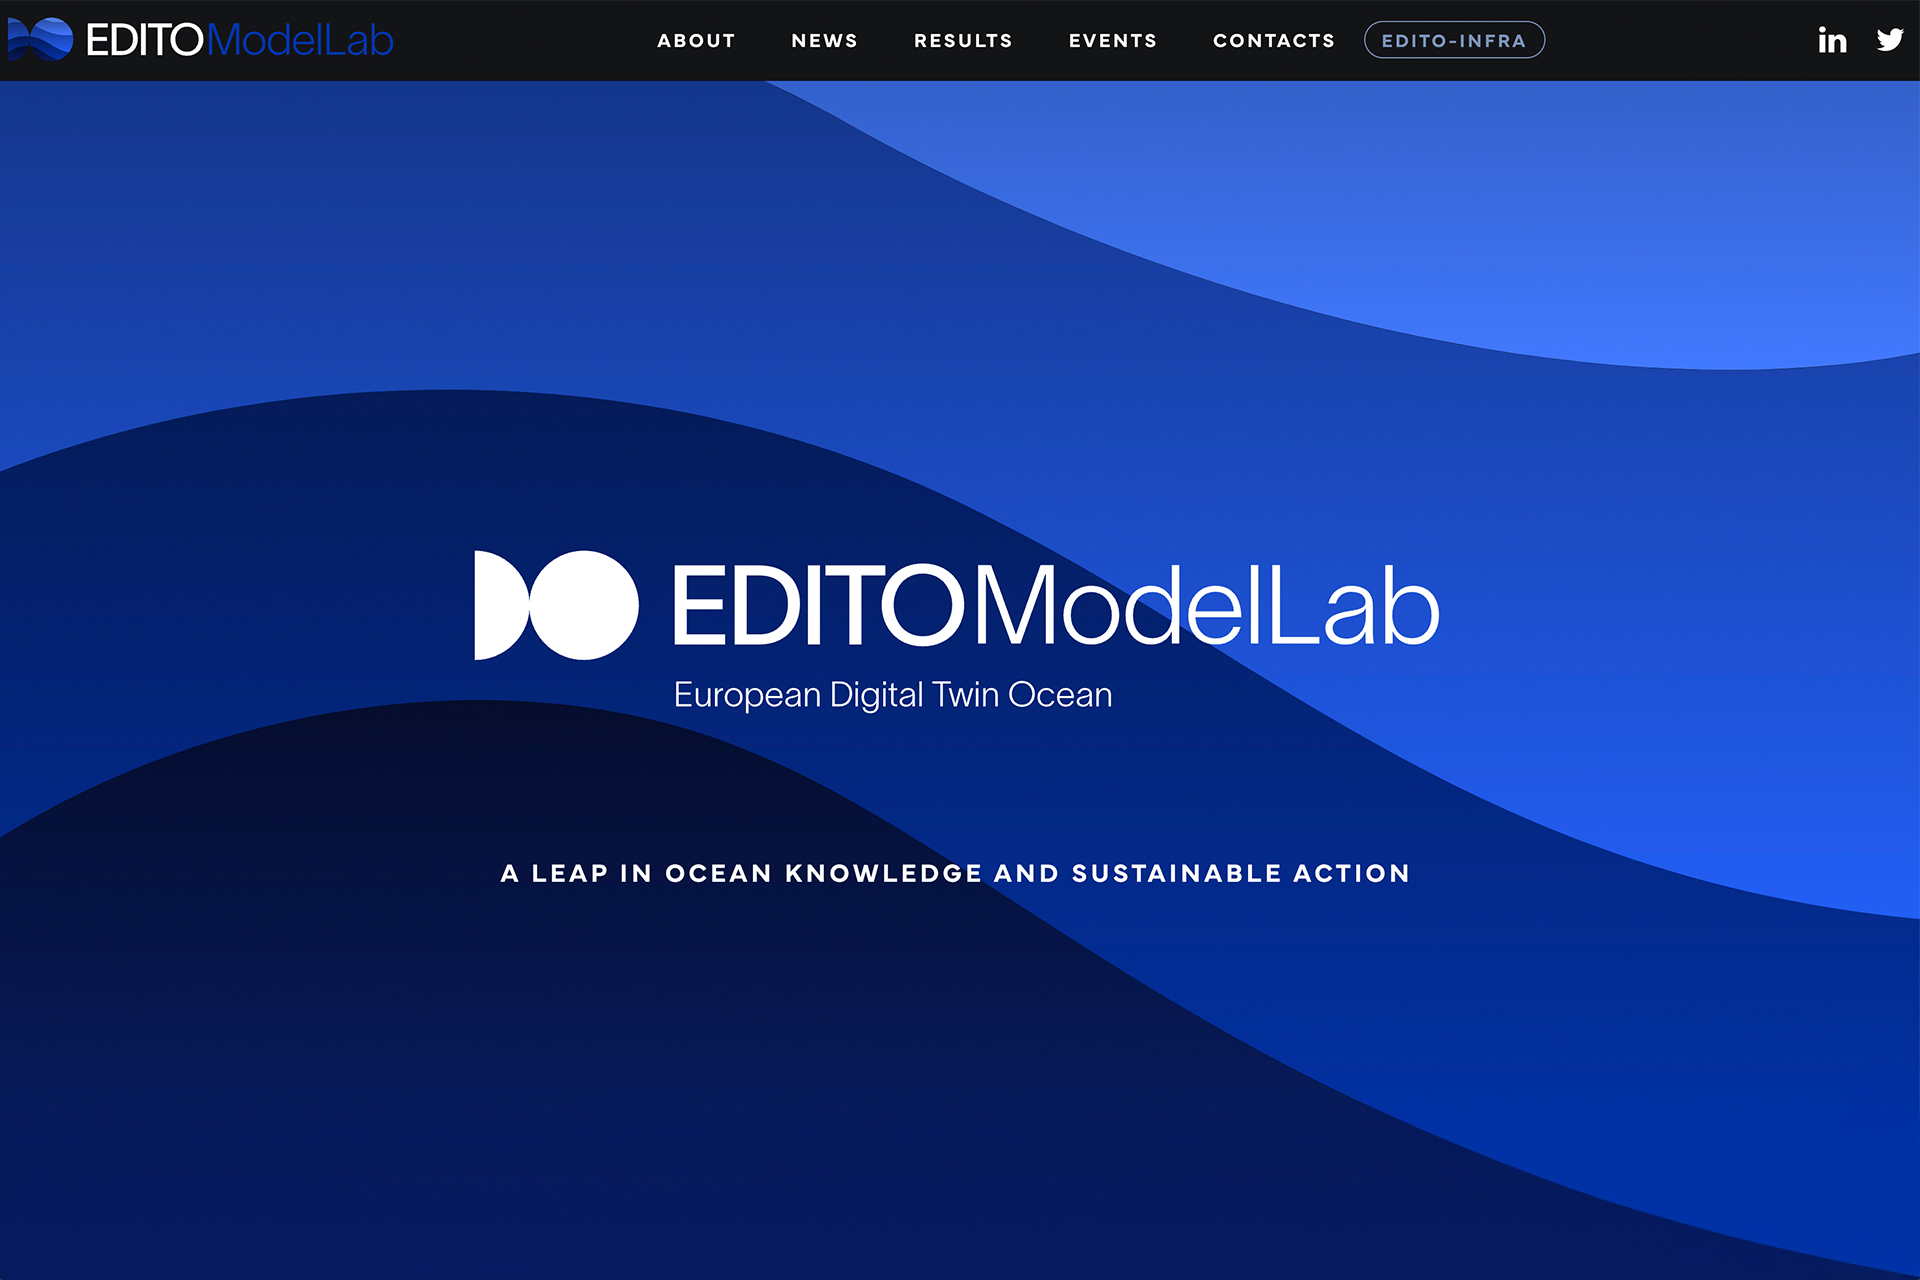 EDITOModelLab
ABOUT NEWS RESULTS EVENTS CONTACTS EDITO-INFRA in
EDITOModelLab
European Digital Twin Ocean
A LEAP IN OCEAN KNOWLEDGE AND SUSTAINABLE ACTION